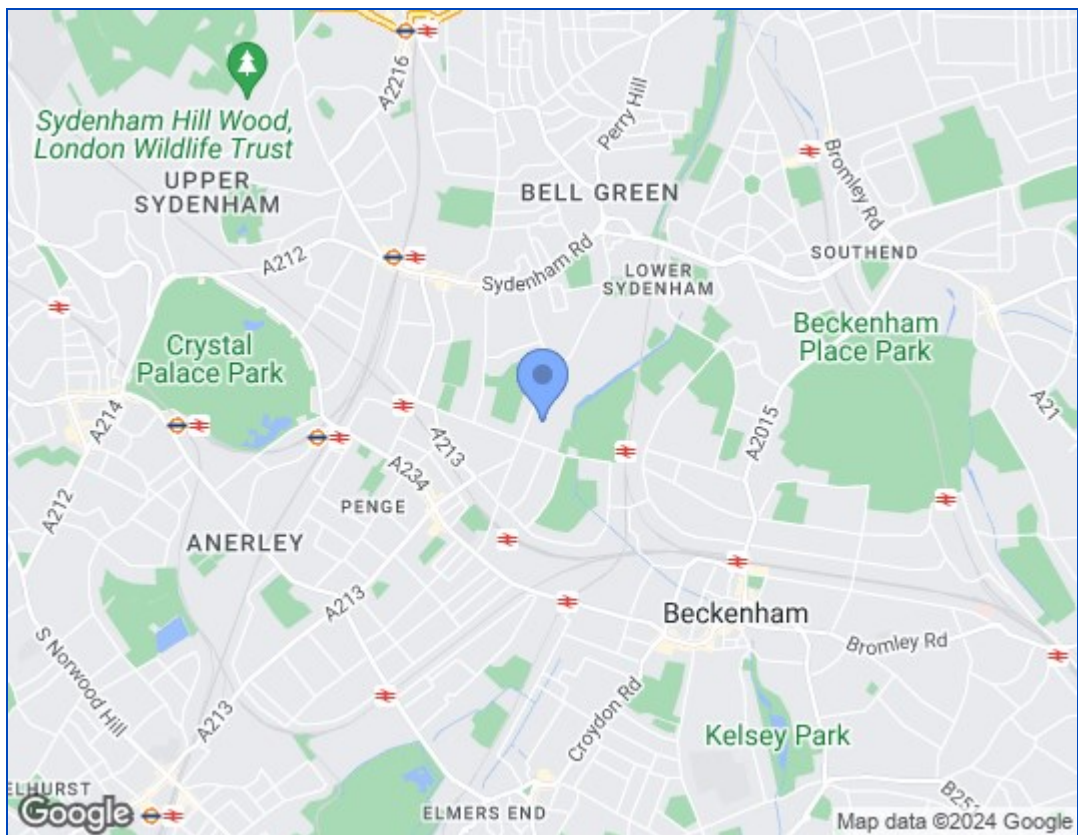 A2216
Perry Hill
Sydenham Hill Wood,
London Wildlife Trust
Bromley Rd
UPPER
SYDENHAM
BELL GREEN
A212
Sydenham Rd
LOWER
SYDENHAM
SOUTHEND
Crystal
Palace Park
Beckenham
Place Park
A21
A214
A213
A2015
A234
A212
PENGE
ANERLEY
A213
Beckenham
Bromley Rd
S Norwood Hill
A213
Croydon Rd
Kelsey Park
ELHURST
Google
ELMERS END
B251
Map data ©2024 Google